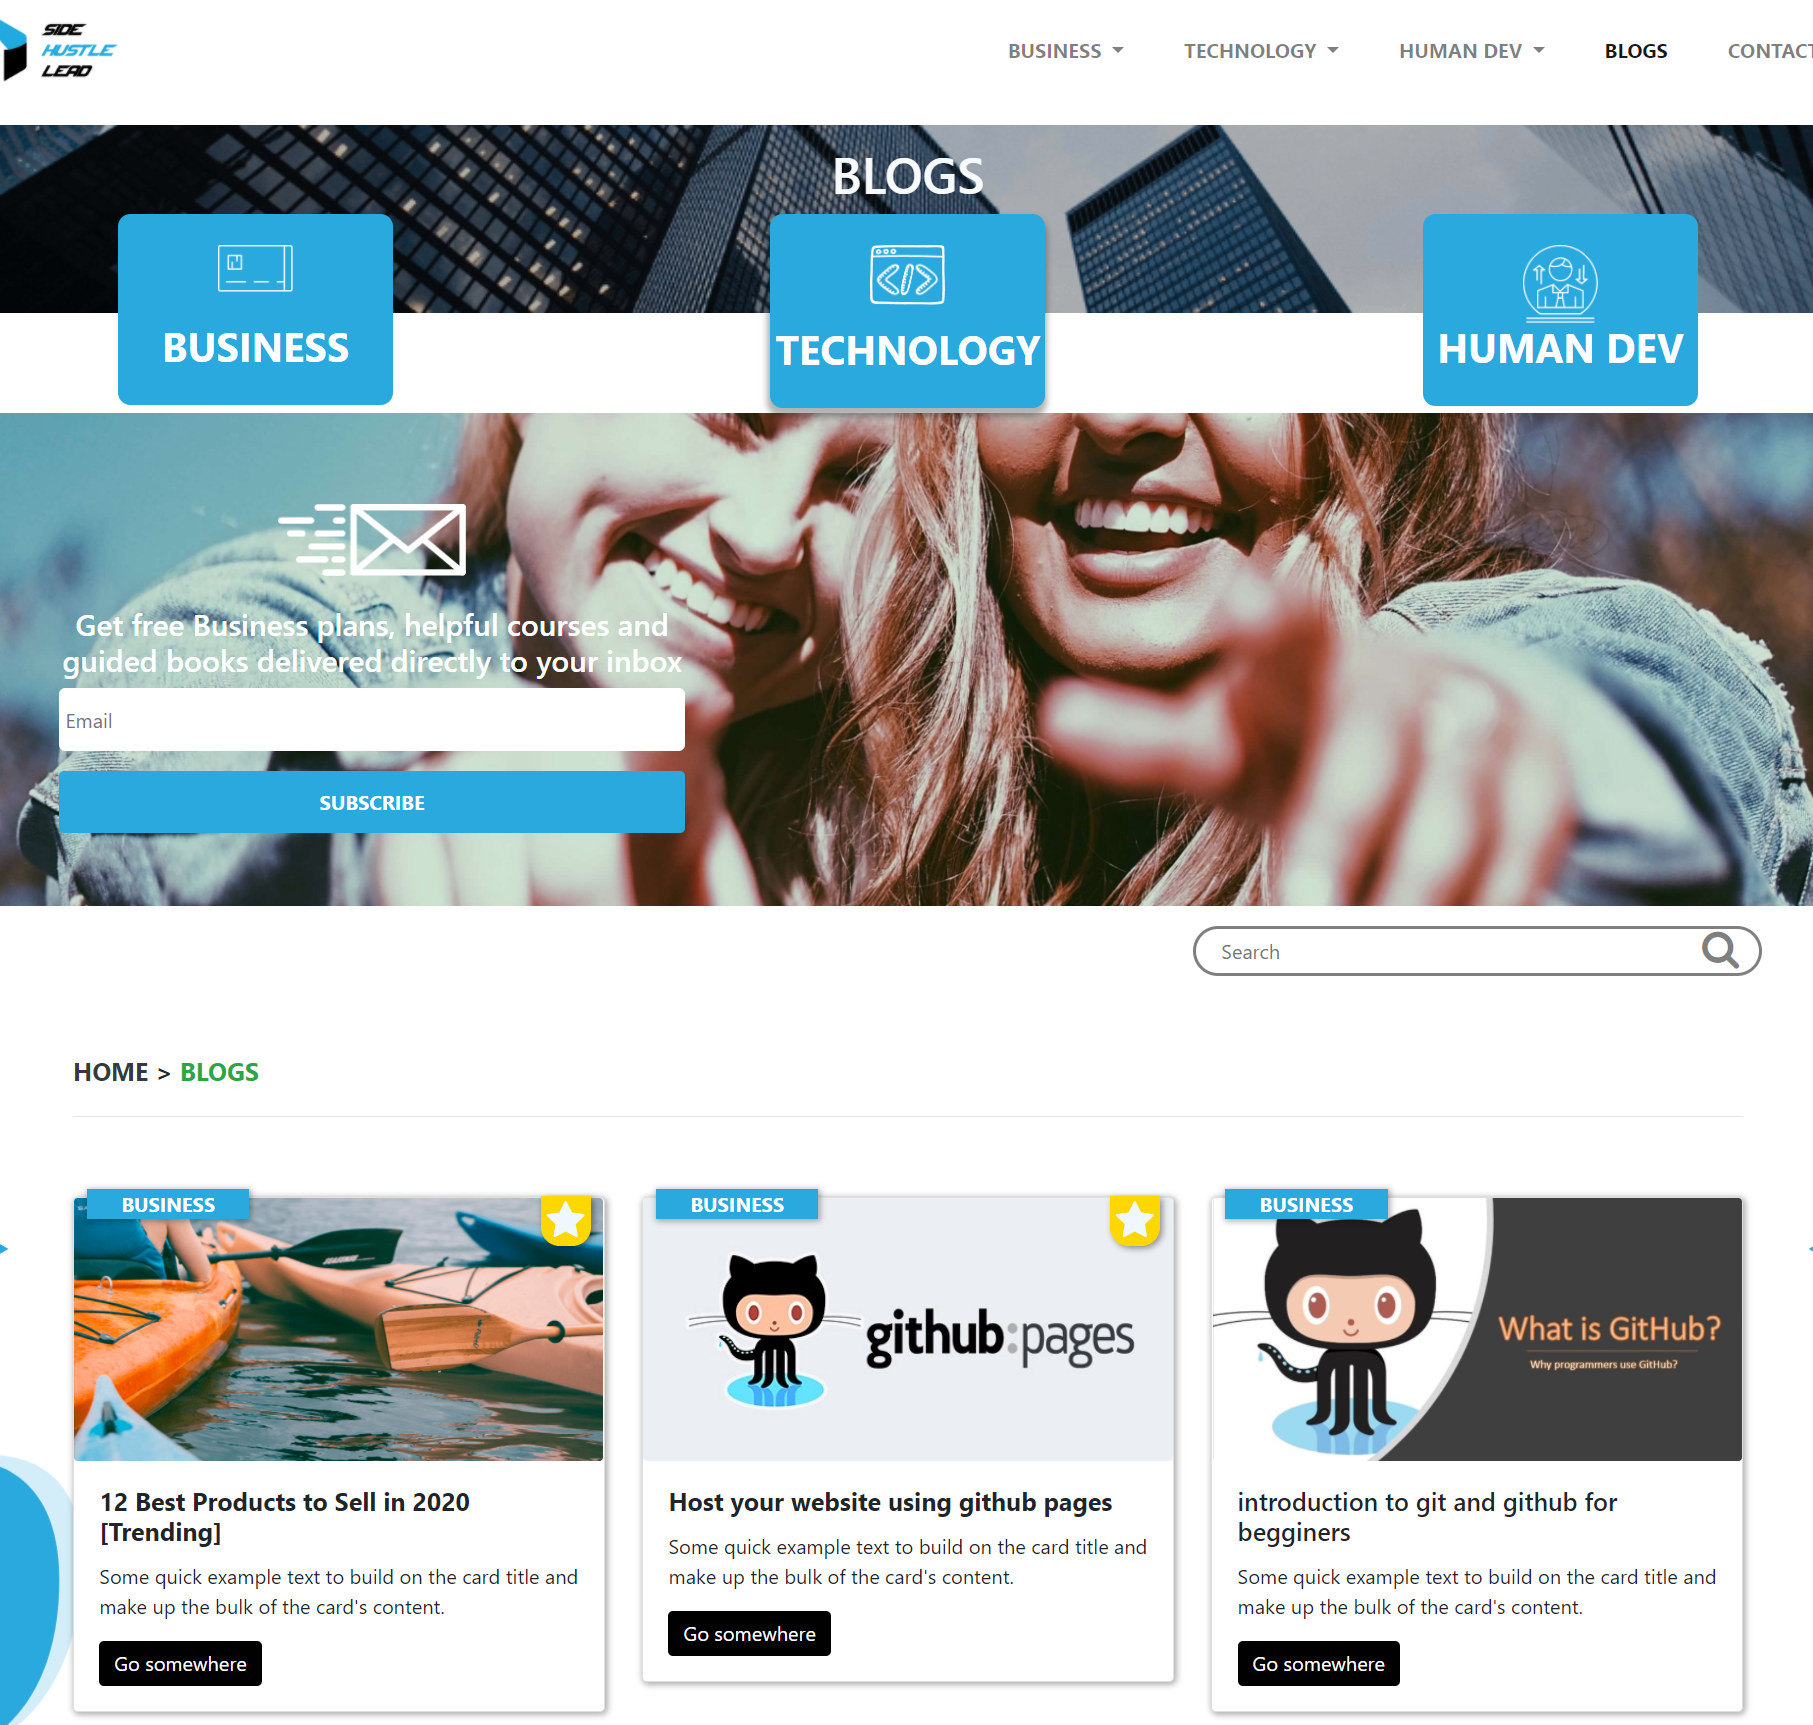 SIDE
HUSTLE
LEAD
BUSINESS
TECHNOLOGY
HUMAN DEV
BLOGS
CONTACT
BLOGS
BUSINESS
TECHNOLOGY
HUMAN DEV
Get free Business plans, helpful courses and
guided books delivered directly to your inbox
Email
SUBSCRIBE
Search
HOME > BLOGS
BUSINESS
12 Best Products to Sell in 2020
[Trending]
Some quick example text to build on the card title and
make up the bulk of the card's content.
Go somewhere
BUSINESS
github:pages
Host your website using github pages
Some quick example text to build on the card title and
make up the bulk of the card's content.
Go somewhere
BUSINESS
What is GitHub?
Why programmers use GitHub?
introduction to git and github for
begginers
Some quick example text to build on the card title and
make up the bulk of the card's content.
Go somewhere